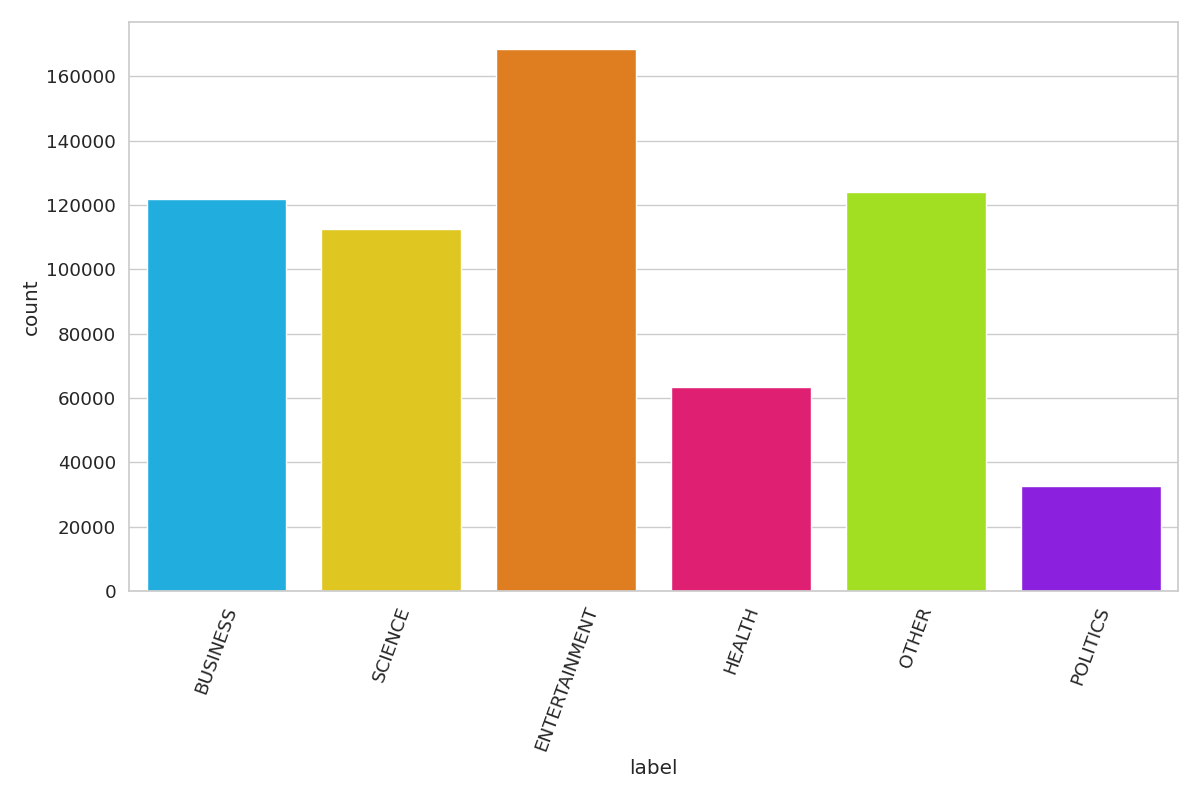 160000
140000
120000
100000
80000
60000
40000
20000
0
count
BUSINESS
SCIENCE
ENTERTAINMENT
HEALTH
OTHER
POLITICS
label